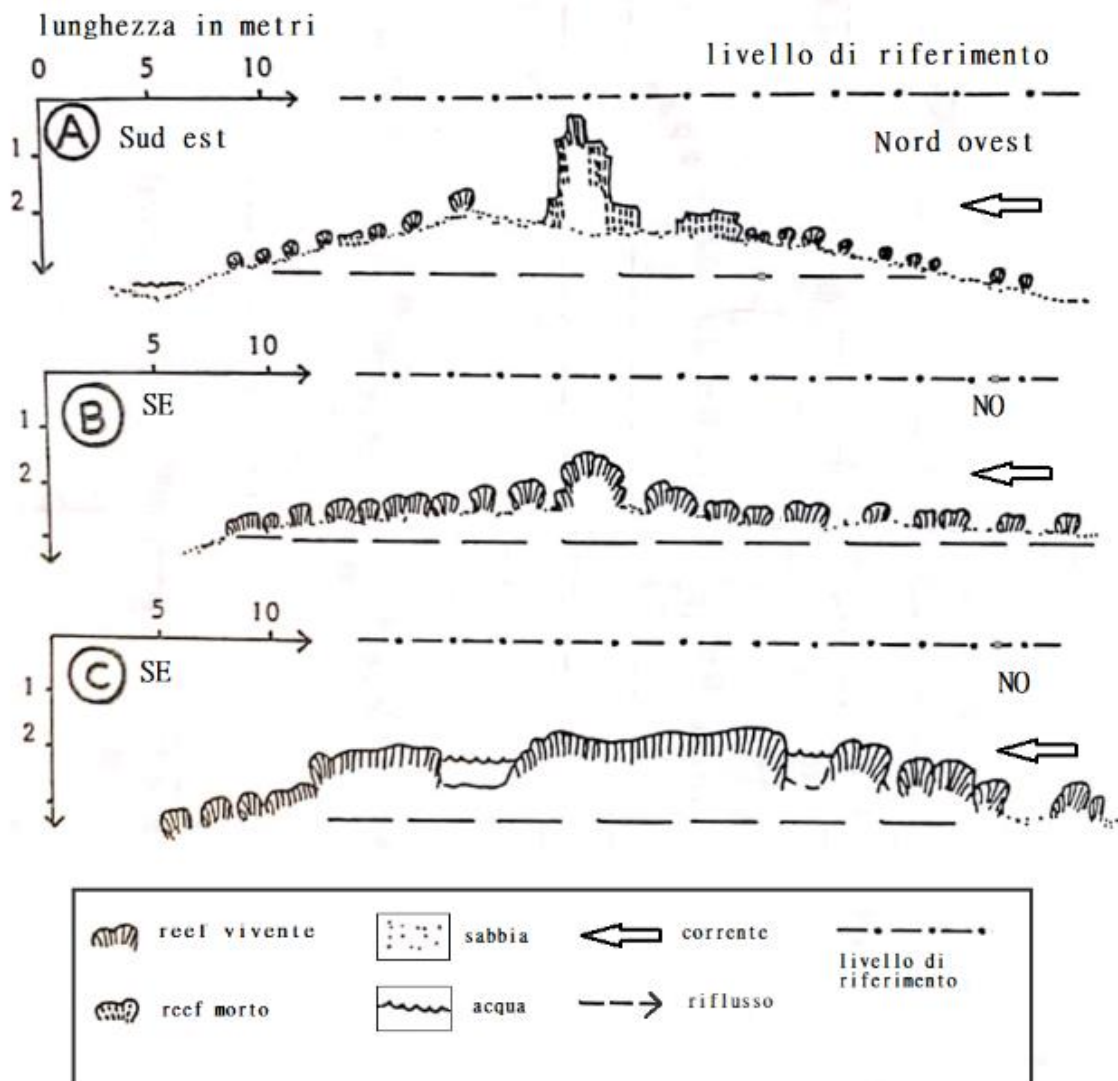 lunghezza in metri
0 5 10
livello di riferimento
A Sud est Nord ovest
1
2
5 10
B SE NO
1
2
5 10
C SE NO
1
2
reef vivente sabbia corrente
livello di
riferimento
reef morto acqua riflusso